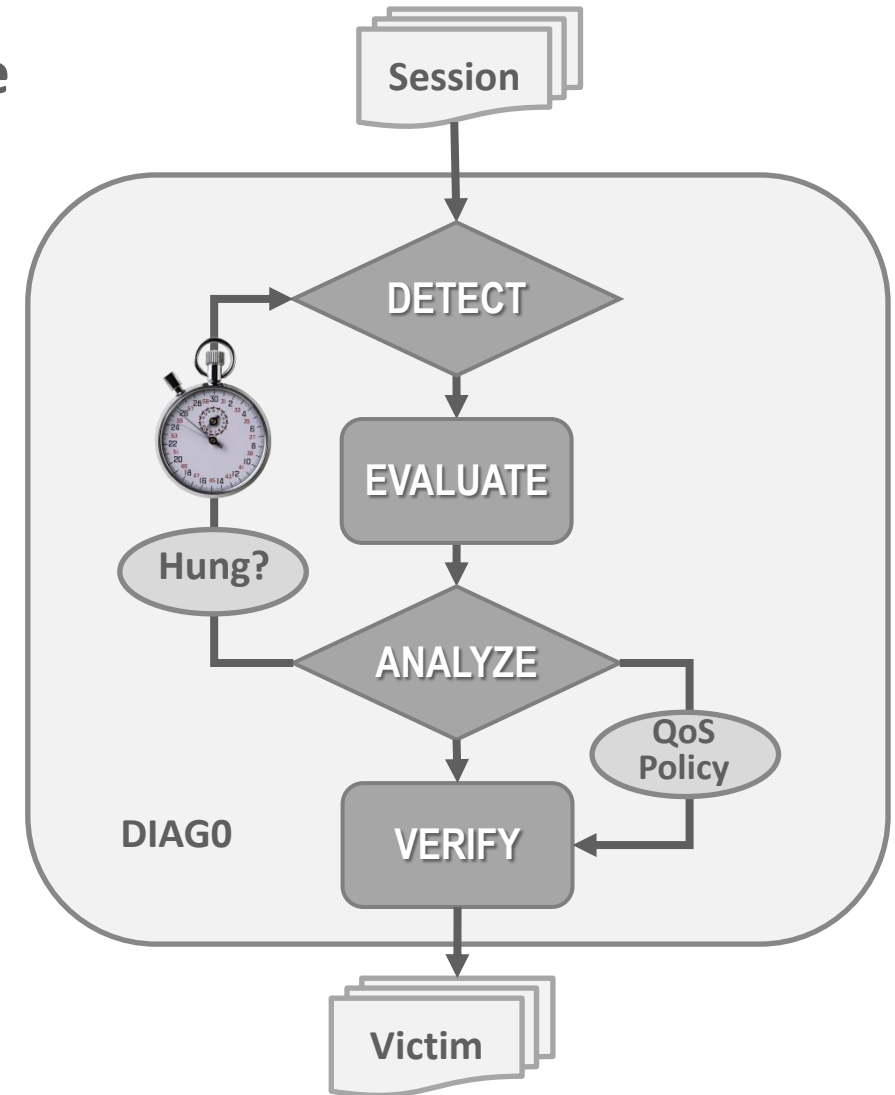 Session
DETECT
EVALUATE
Hung?
ANALYZE
QoS
Policy
DIAG0
VERIFY
Victim